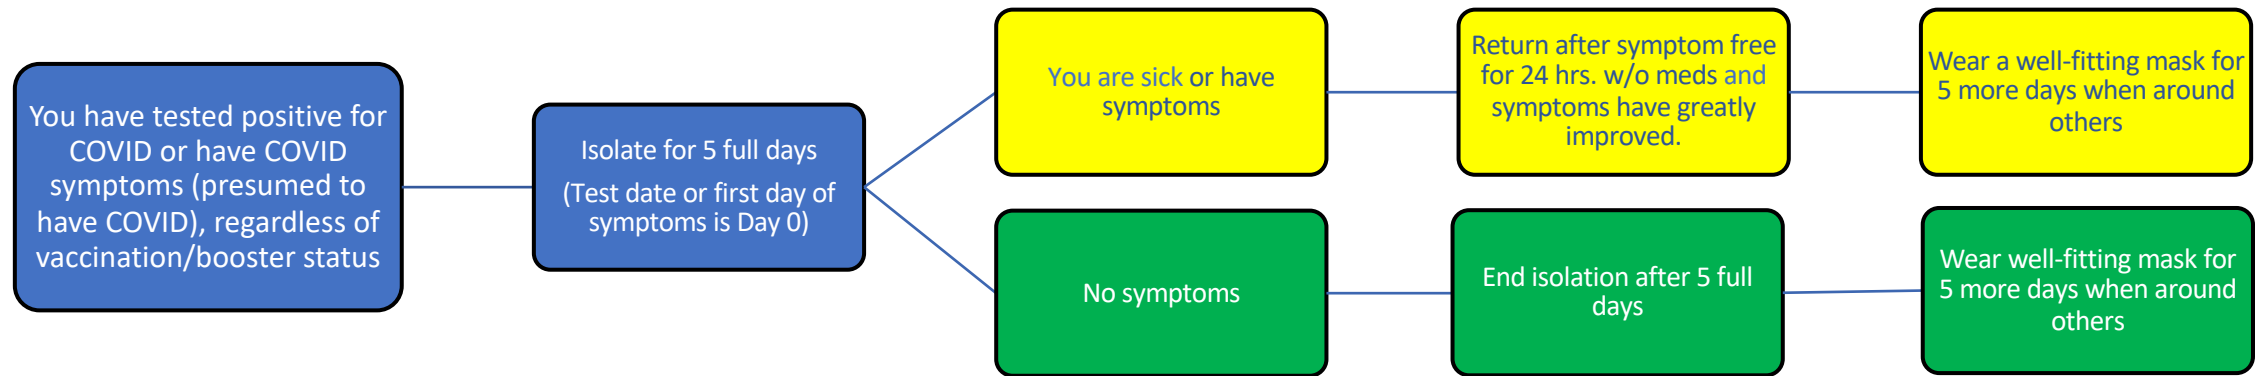 You have tested positive for
COVID or have COVID
symptoms (presumed to
have COVID), regardless of
vaccination/booster status
Isolate for 5 full days
(Test date or first day of
symptoms is Day 0)
You are sick or have
symptoms
Return after symptom free
for 24 hrs. w/o meds and
symptoms have greatly
improved.
Wear a well-fitting mask for
5 more days when around
others
No symptoms
End isolation after 5 full
days
Wear well-fitting mask for
5 more days when around
others